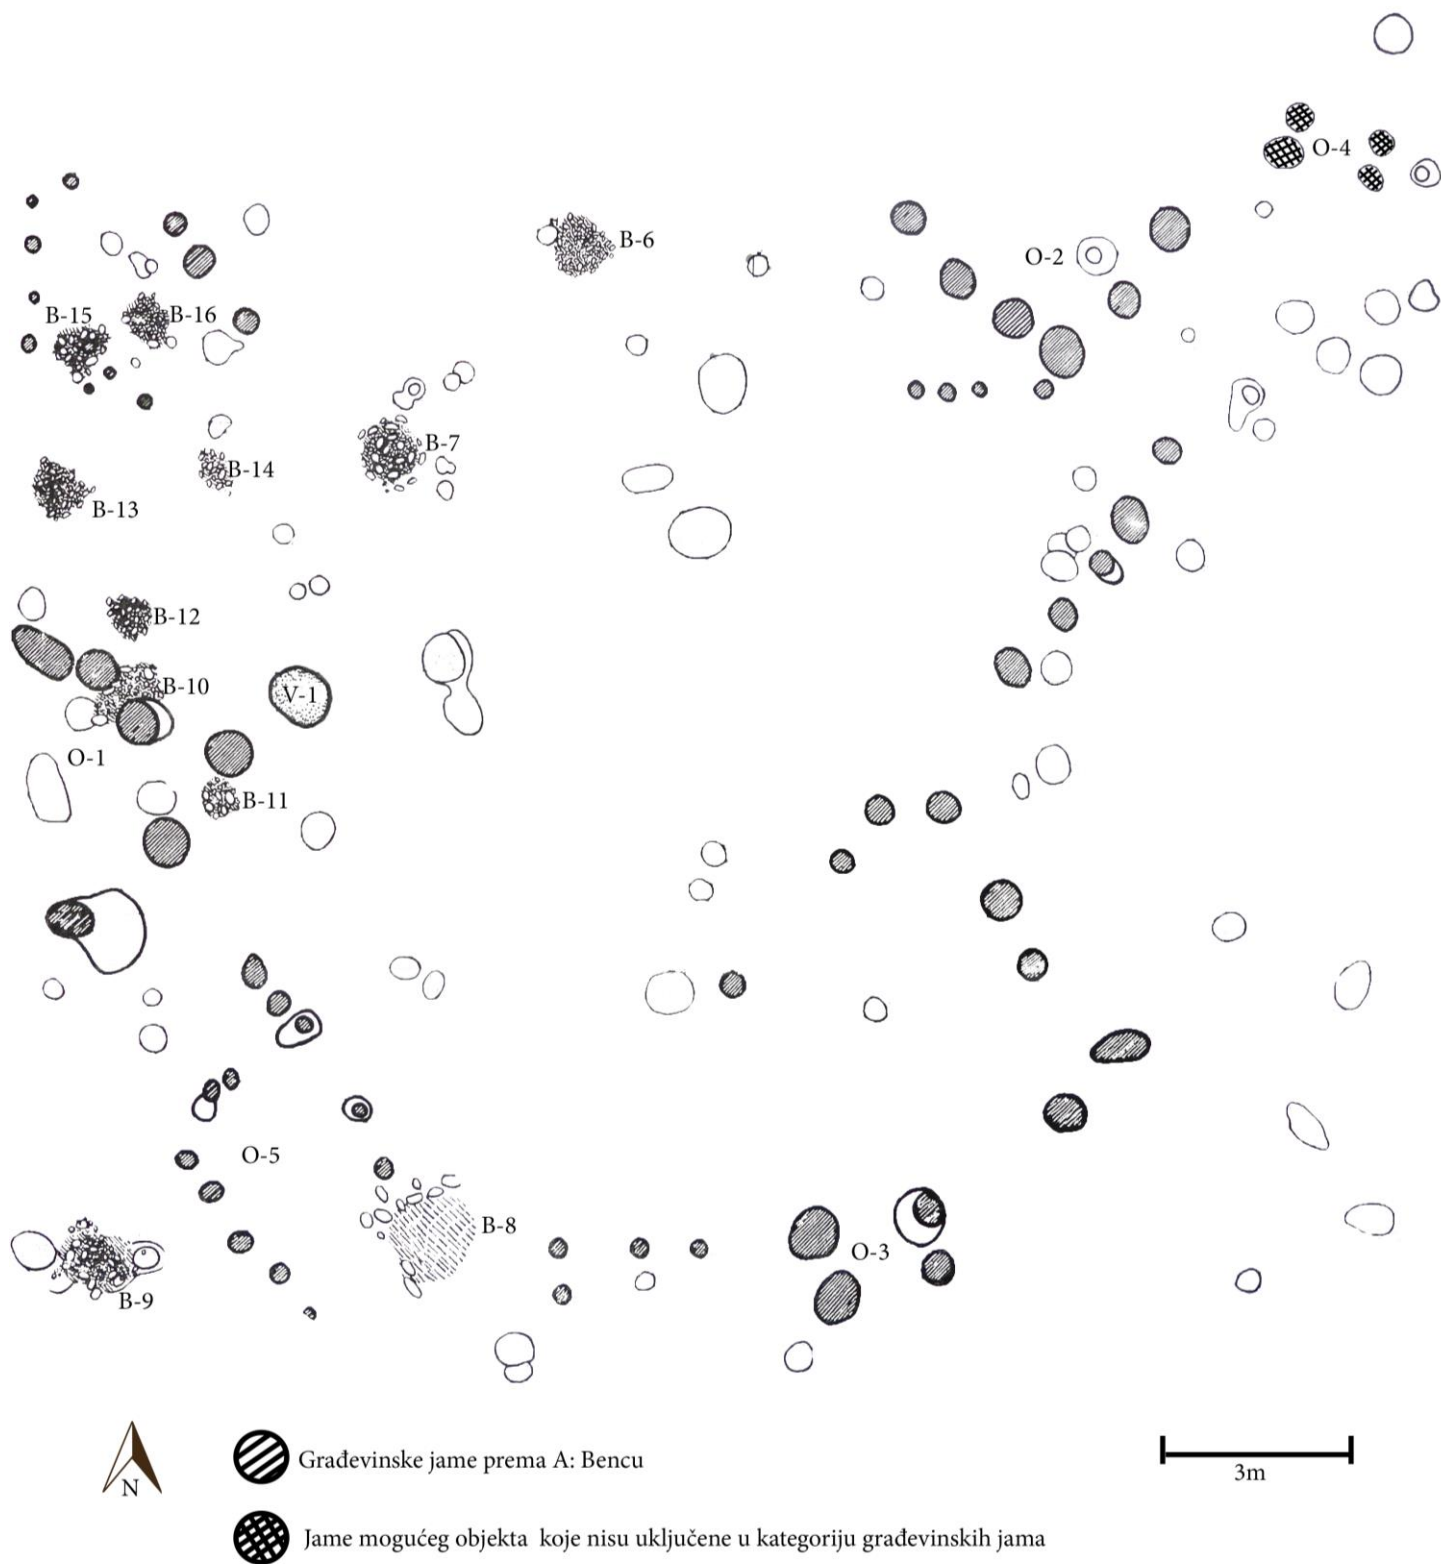 O-4
B-6
O-2
B-15
B-16
B-7
B-14
B-13
B-12
B-10
V-1
O-1
B-11
O-5
B-8
O-3
B-9
N
Građevinske jame prema A: Bencu
3m
Jame mogućeg objekta koje nisu uključene u kategoriju građevinskih jama